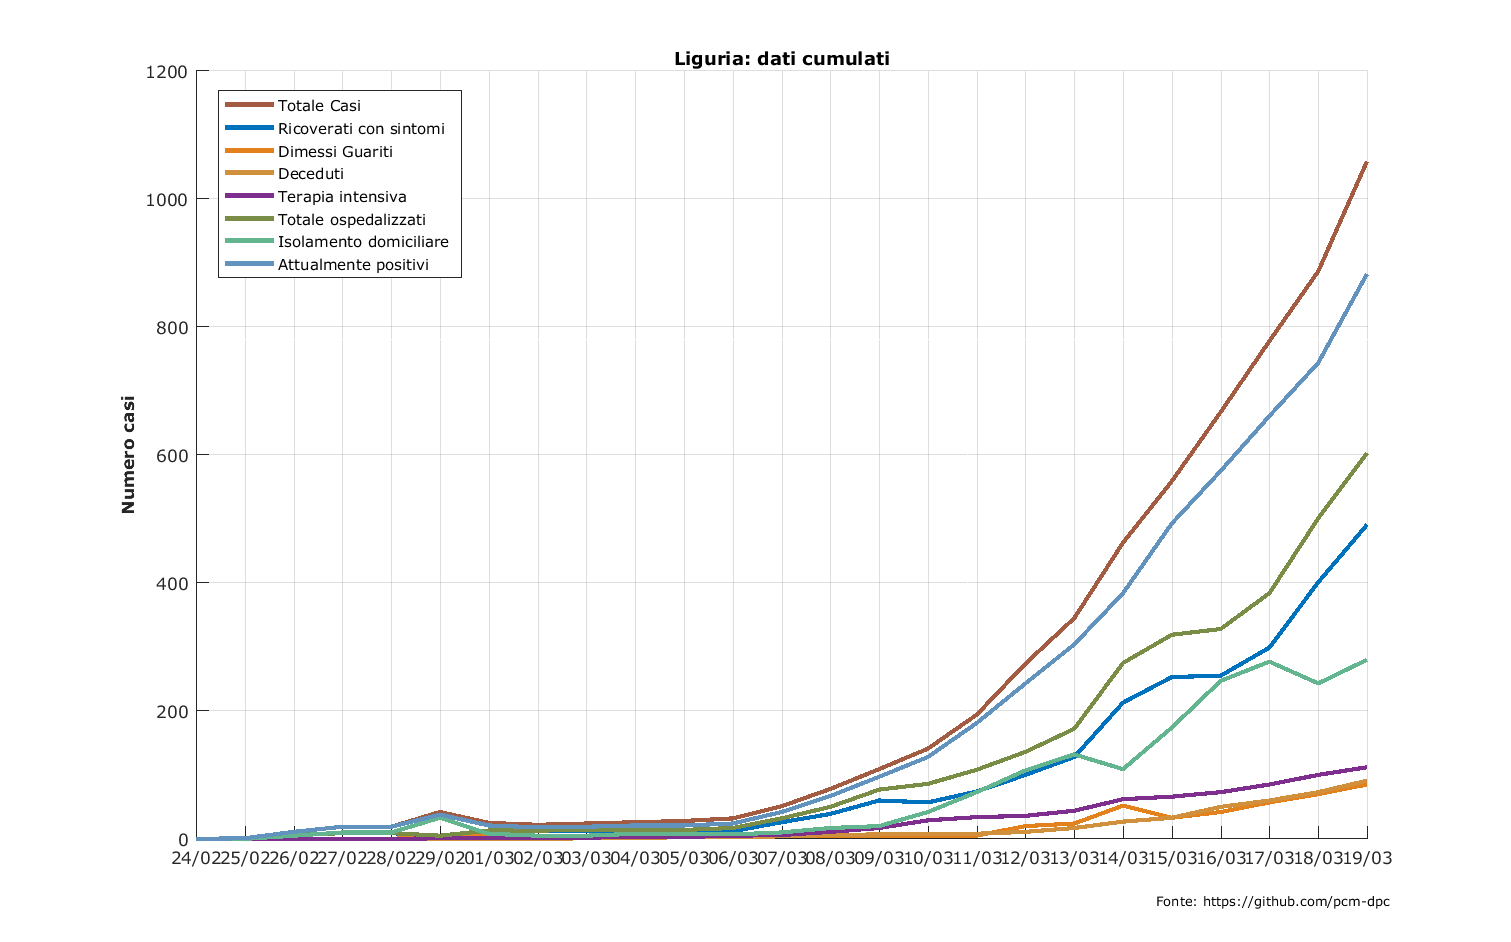 Liguria: dati cumulati
1200
1000
800
600
400
200
0
Numero casi
Totale Casi
Ricoverati con sintomi
Dimessi Guariti
Deceduti
Terapia intensiva
Totale ospedalizzati
Isolamento domiciliare
Attualmente positivi
24/02 25/02 26/02 27/02 28/02 29/02 01/03 02/03 03/03 04/03 05/03 06/03 07/03 08/03 09/03 10/03 11/03 12/03 13/03 14/03 15/03 16/03 17/03 18/03 19/03
Fonte: https://github.com/pcm-dpc